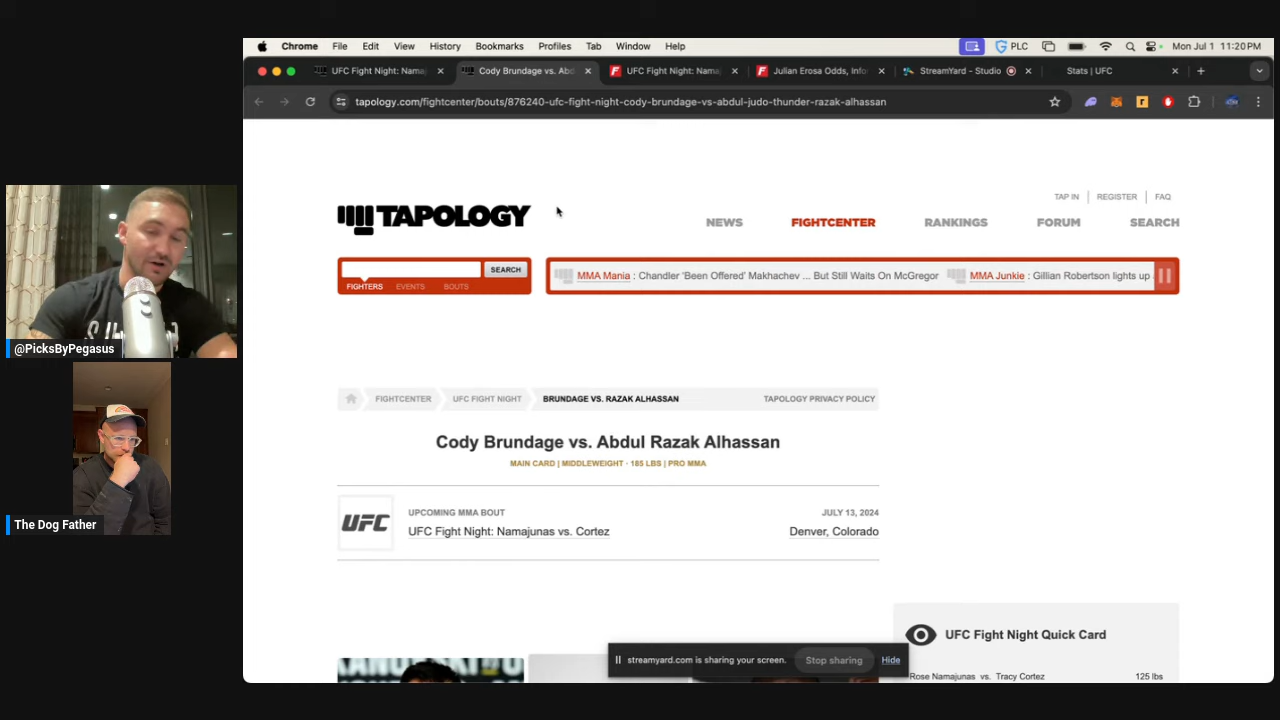 Chrome File Edit View History Bookmarks Profiles Tab Window Help PLC Mon Jul 1 11:20PM
UFC Fight Night: Nama Cody Brundage vs. Abd UFC Fight Night: Nama Julian Erosa Odds, Info StreamYard - Studio Stats | UFC
tapology.com/fightcenter/bouts/876240-ufc-fight-night-cody-brundage-vs-abdul-judo-thunder-razak-alhassan
TAP IN REGISTER FAQ
TAPOLOGY
NEWS FIGHTCENTER RANKINGS FORUM SEARCH
SEARCH
FIGHTERS EVENTS BOUTS
MMA Mania : Chandler 'Been Offered' Makhachev ... But Still Waits On McGregor MMA Junkie : Gillian Robertson lights up
@PicksByPegasus
FIGHTCENTER UFC FIGHT NIGHT BRUNDAGE VS. RAZAK ALHASSAN TAPOLOGY PRIVACY POLICY
Cody Brundage vs. Abdul Razak Alhassan
MAIN CARD | MIDDLEWEIGHT · 185 LBS | PRO MMA
UFC
UPCOMING MMA BOUT JULY 13, 2024
UFC Fight Night: Namajunas vs. Cortez Denver, Colorado
The Dog Father
UFC Fight Night Quick Card
streamyard.com is sharing your screen. Stop sharing Hide
Rose Namajunas vs. Tracy Cortez 125 lbs